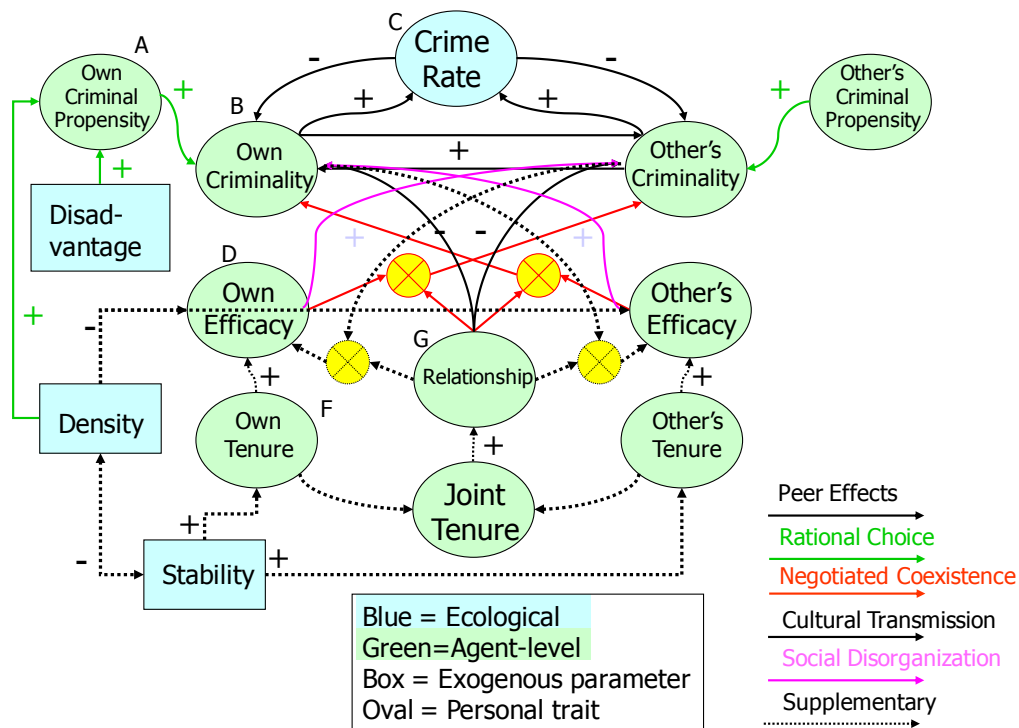 C
Crime
Rate
A
Own
Criminal
Propensity
Other's
Criminal
Propensity
+
-
-
+
+
+
B
Own
Criminality
+
Other's
Criminality
+
Disad-
vantage
-
-
+
+
D
Own
Efficacy
Other's
Efficacy
-
+
G
Relationship
+
+
Density
Own
Tenure
F
Other's
Tenure
+
Joint
Tenure
+
+
-
Stability
Peer Effects
Rational Choice
Negotiated Coexistence
Cultural Transmission
Social Disorganization
Supplementary
Blue = Ecological
Green=Agent-level
Box = Exogenous parameter
Oval = Personal trait